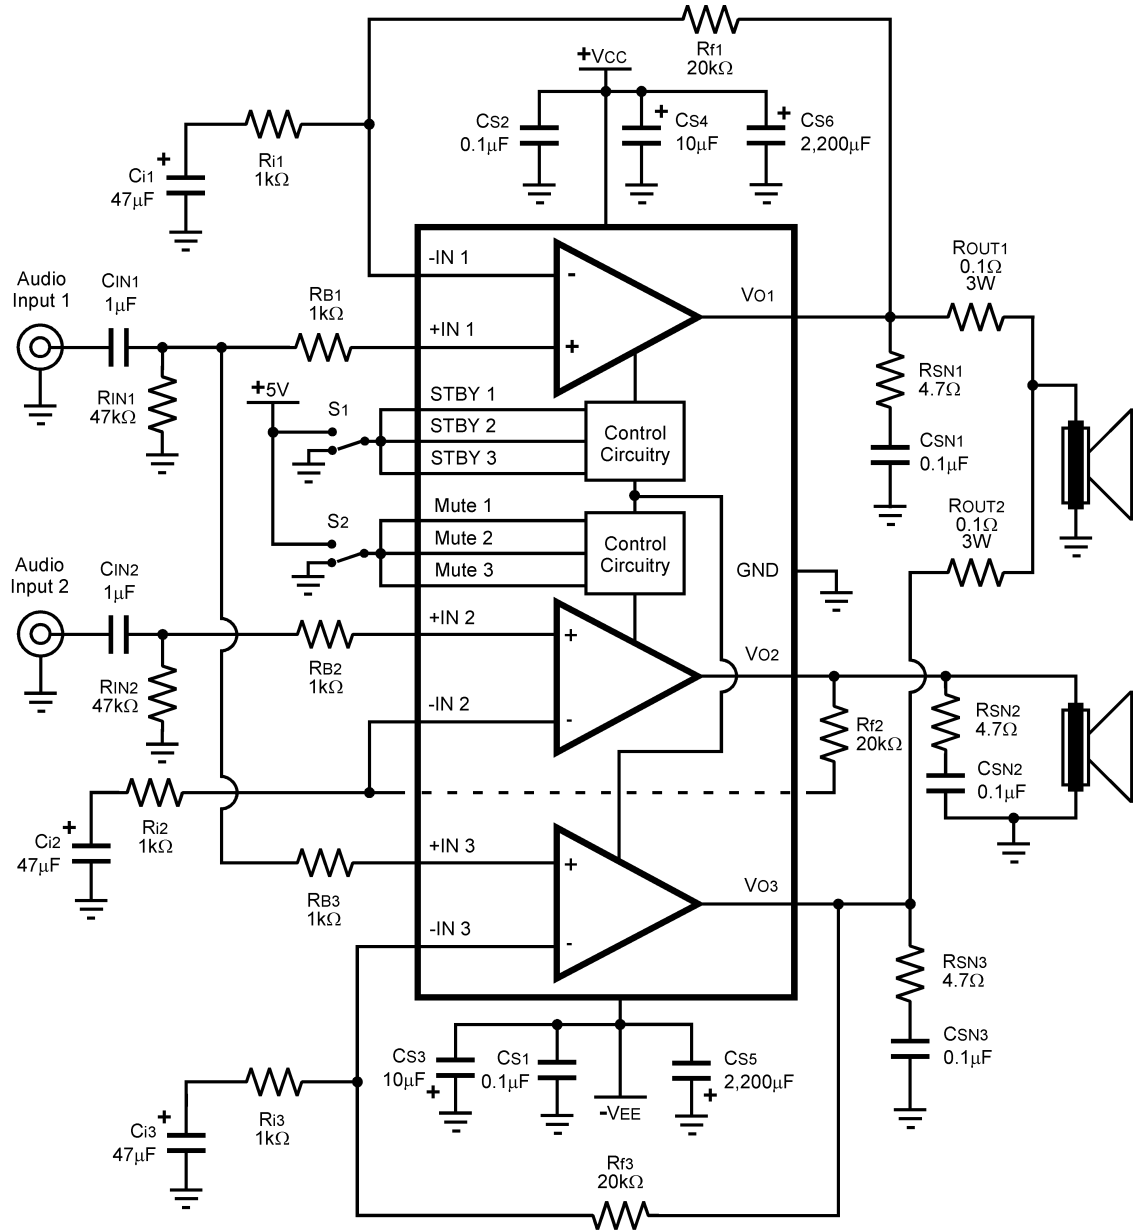 Rf1
20kΩ
+VCC
CS2
0.1µF
CS4
10µF
CS6
2,200µF
+
+
Ri1
1kΩ
+
Ci1
47µF
-IN 1
-
ROUT1
0.1Ω
3W
Audio
Input 1
CIN1
1µF
RB1
1kΩ
VO1
+IN 1
+
RIN1
47kΩ
RSN1
4.7Ω
+5V
S1
STBY 1
STBY 2
STBY 3
Control
Circuitry
CSN1
0.1µF
ROUT2
0.1Ω
3W
S2
Mute 1
Mute 2
Mute 3
Control
Circuitry
GND
Audio
Input 2
CIN2
1µF
+IN 2
+
RB2
1kΩ
VO2
RIN2
47kΩ
-IN 2
-
Rf2
20kΩ
RSN2
4.7Ω
CSN2
0.1µF
Ri2
1kΩ
+
Ci2
47µF
+IN 3
+
RB3
1kΩ
VO3
-IN 3
-
RSN3
4.7Ω
CSN3
0.1µF
CS3
10µF
+
CS1
0.1µF
CS5
2,200µF
+
-VEE
Ri3
1kΩ
+
Ci3
47µF
Rf3
20kΩ